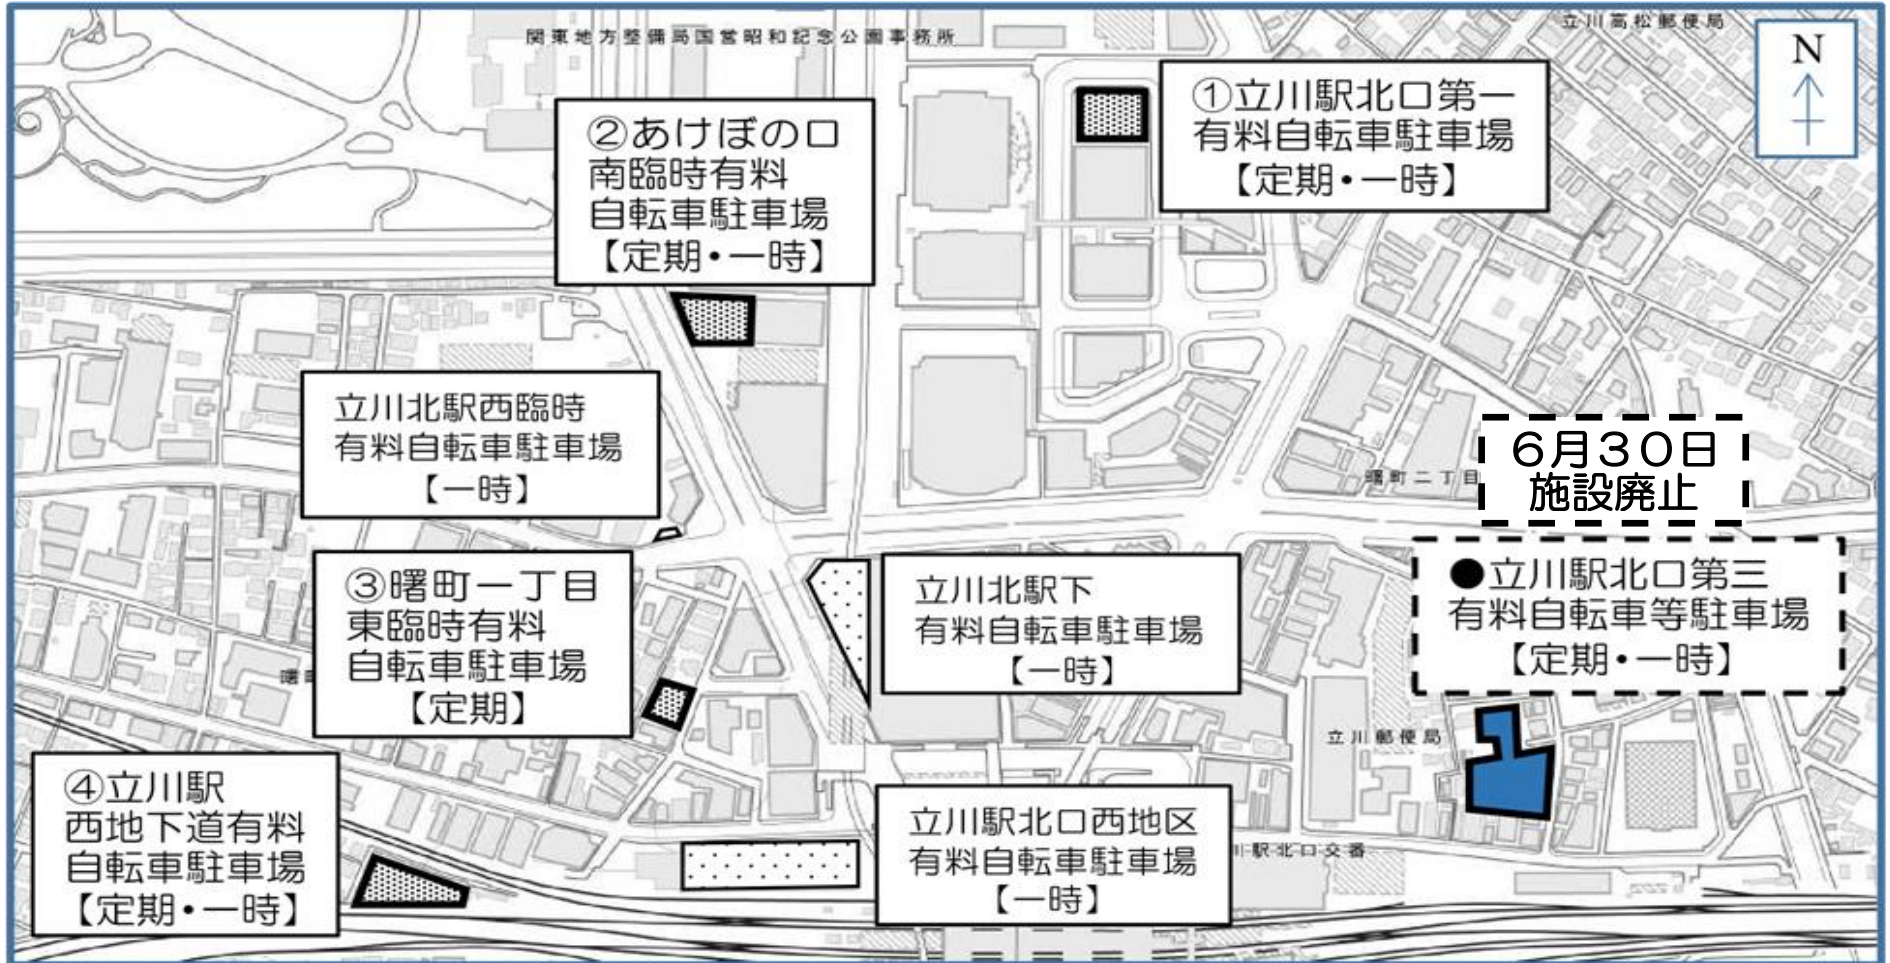 関東地方整備局国営昭和記念公園事務所
立川高松郵便局
N
①立川駅北口第一
有料自転車駐車場
【定期・一時】
②あけぼの口
南臨時有料
自転車駐車場
【定期・一時】
立川北駅西臨時
有料自転車駐車場
【一時】
曙町二丁目
6月30日
施設廃止
●立川駅北口第三
有料自転車等駐車場
【定期・一時】
③曙町一丁目
東臨時有料
自転車駐車場
【定期】
立川北駅下
有料自転車駐車場
【一時】
立川郵便局
④立川駅
西地下道有料
自転車駐車場
【定期・一時】
立川駅北口西地区
有料自転車駐車場
【一時】
駅北口交番